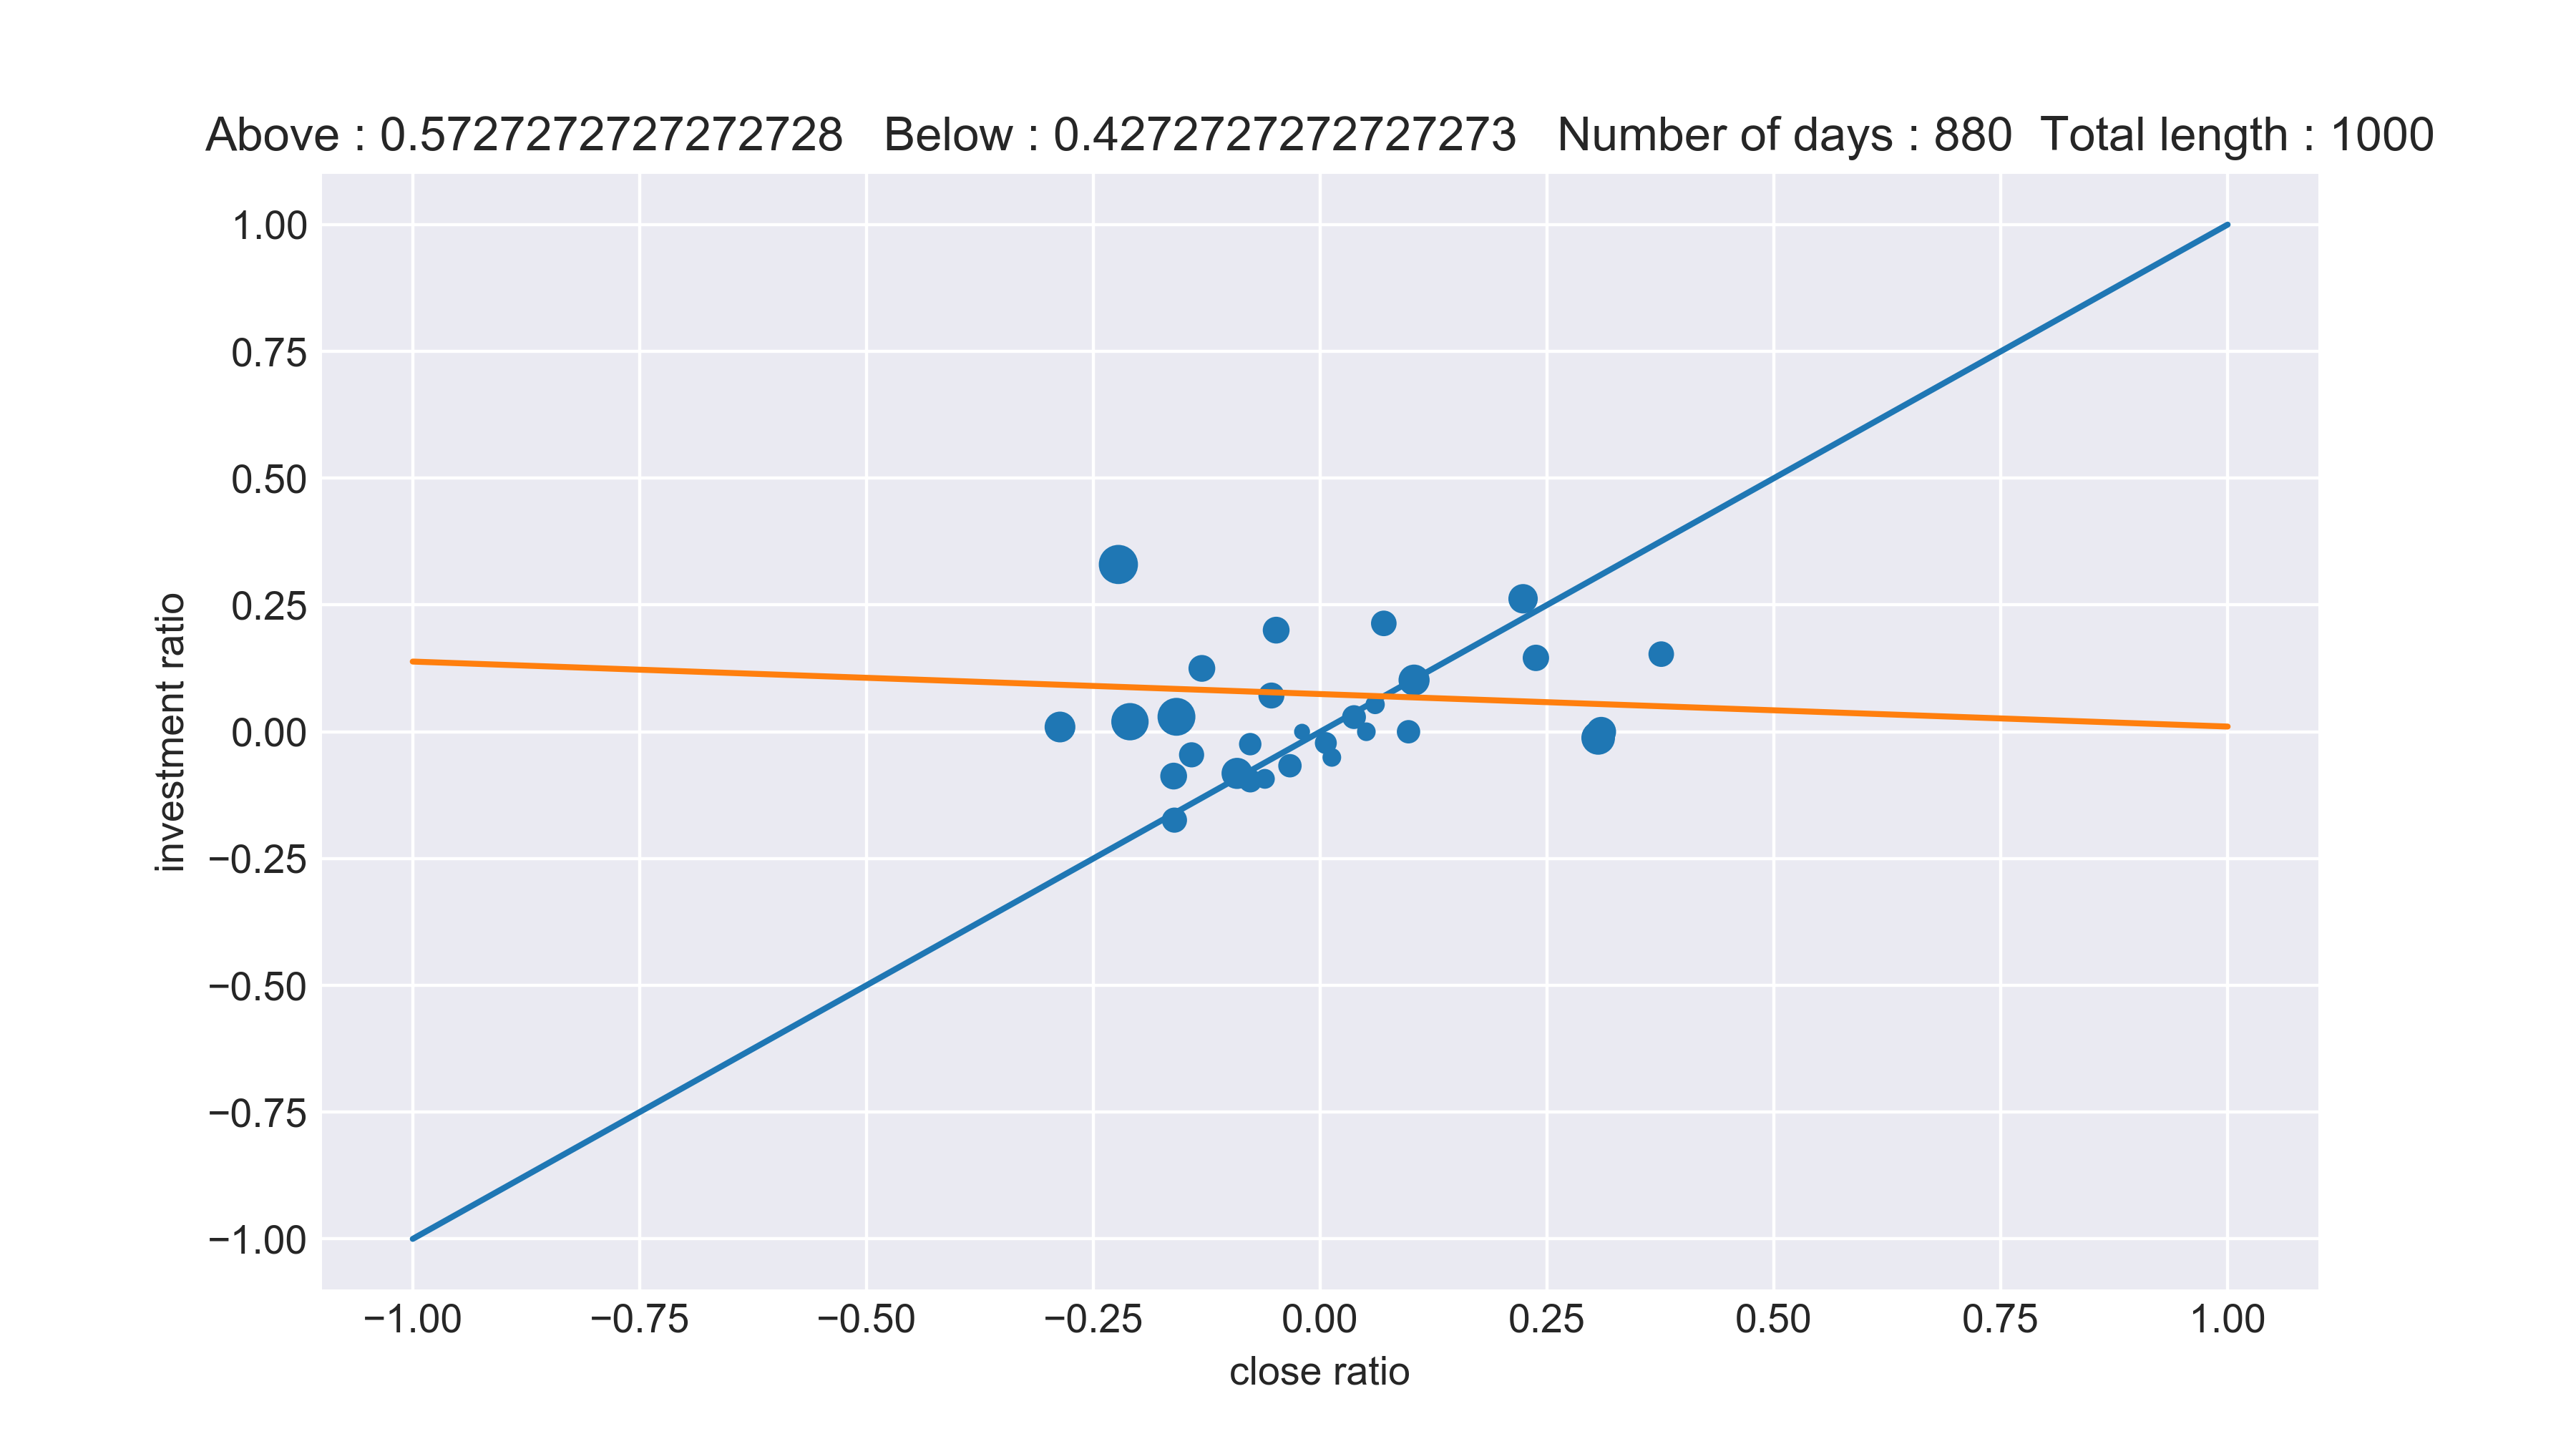 Above : 0.5727272727272728 Below : 0.4272727272727273 Number of days : 880 Total length : 1000
1.00
0.75
0.50
0.25
0.00
−0.25
−0.50
−0.75
−1.00
investment ratio
−1.00 −0.75 −0.50 −0.25 0.00 0.25 0.50 0.75 1.00
close ratio